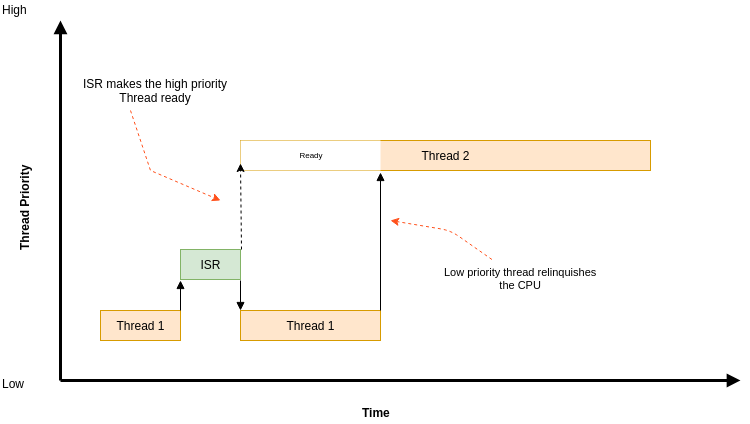 High
ISR makes the high priority
Thread ready
Ready
Thread 2
Thread Priority
ISR
Low priority thread relinquishes
the CPU
Thread 1
Thread 1
Low
Time